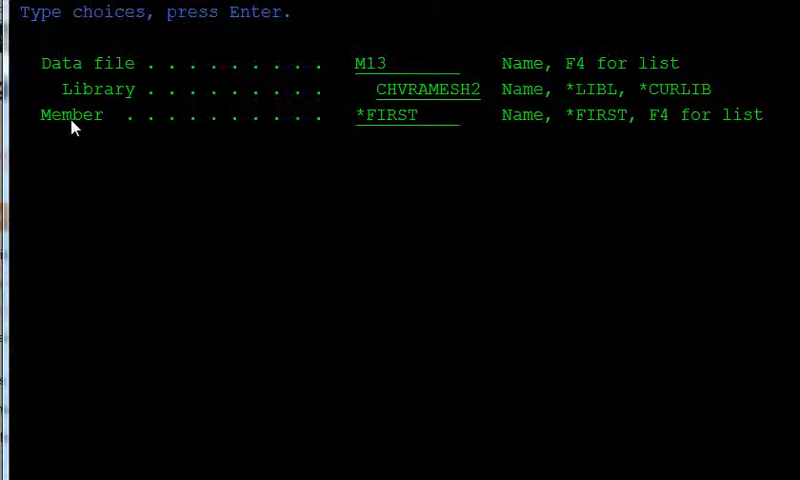 Type choices, press Enter.
Data file . . . . . . . . . M13 Name, F4 for list
Library . . . . . . . . . CHVRAMESH2 Name, *LIBL, *CURLIB
Member . . . . . . . . . . *FIRST Name, *FIRST, F4 for list